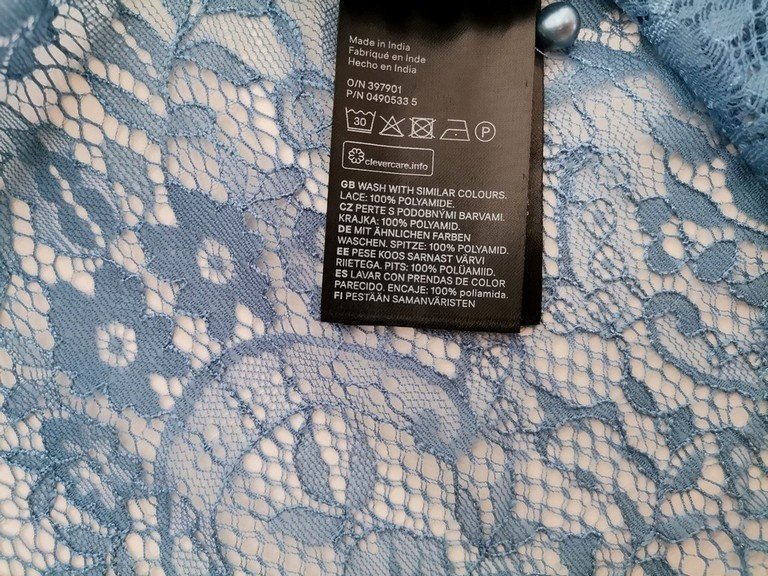 Made in India
Fabriqué en Inde
Hecho en India
O/N 397901
P/N 0490533 5
30
P
clevercare.info
GB WASH WITH SIMILAR COLOURS.
LACE: 100% POLYAMIDE.
CZ PERTE S PODOBNÝMI BARVAMI.
KRAJKA: 100% POLYAMID.
DE MIT ÄHNLICHEN FARBEN
WASCHEN. SPITZE: 100% POLYAMID.
EE PESE KOOS SARNAST VÄRVI
RIIETEGA. PITS: 100% POLÜAMIID.
ES LAVAR CON PRENDAS DE COLOR
PARECIDO. ENCAJE: 100% poliamida.
FI PESTÄÄN SAMANVÄRISTEN